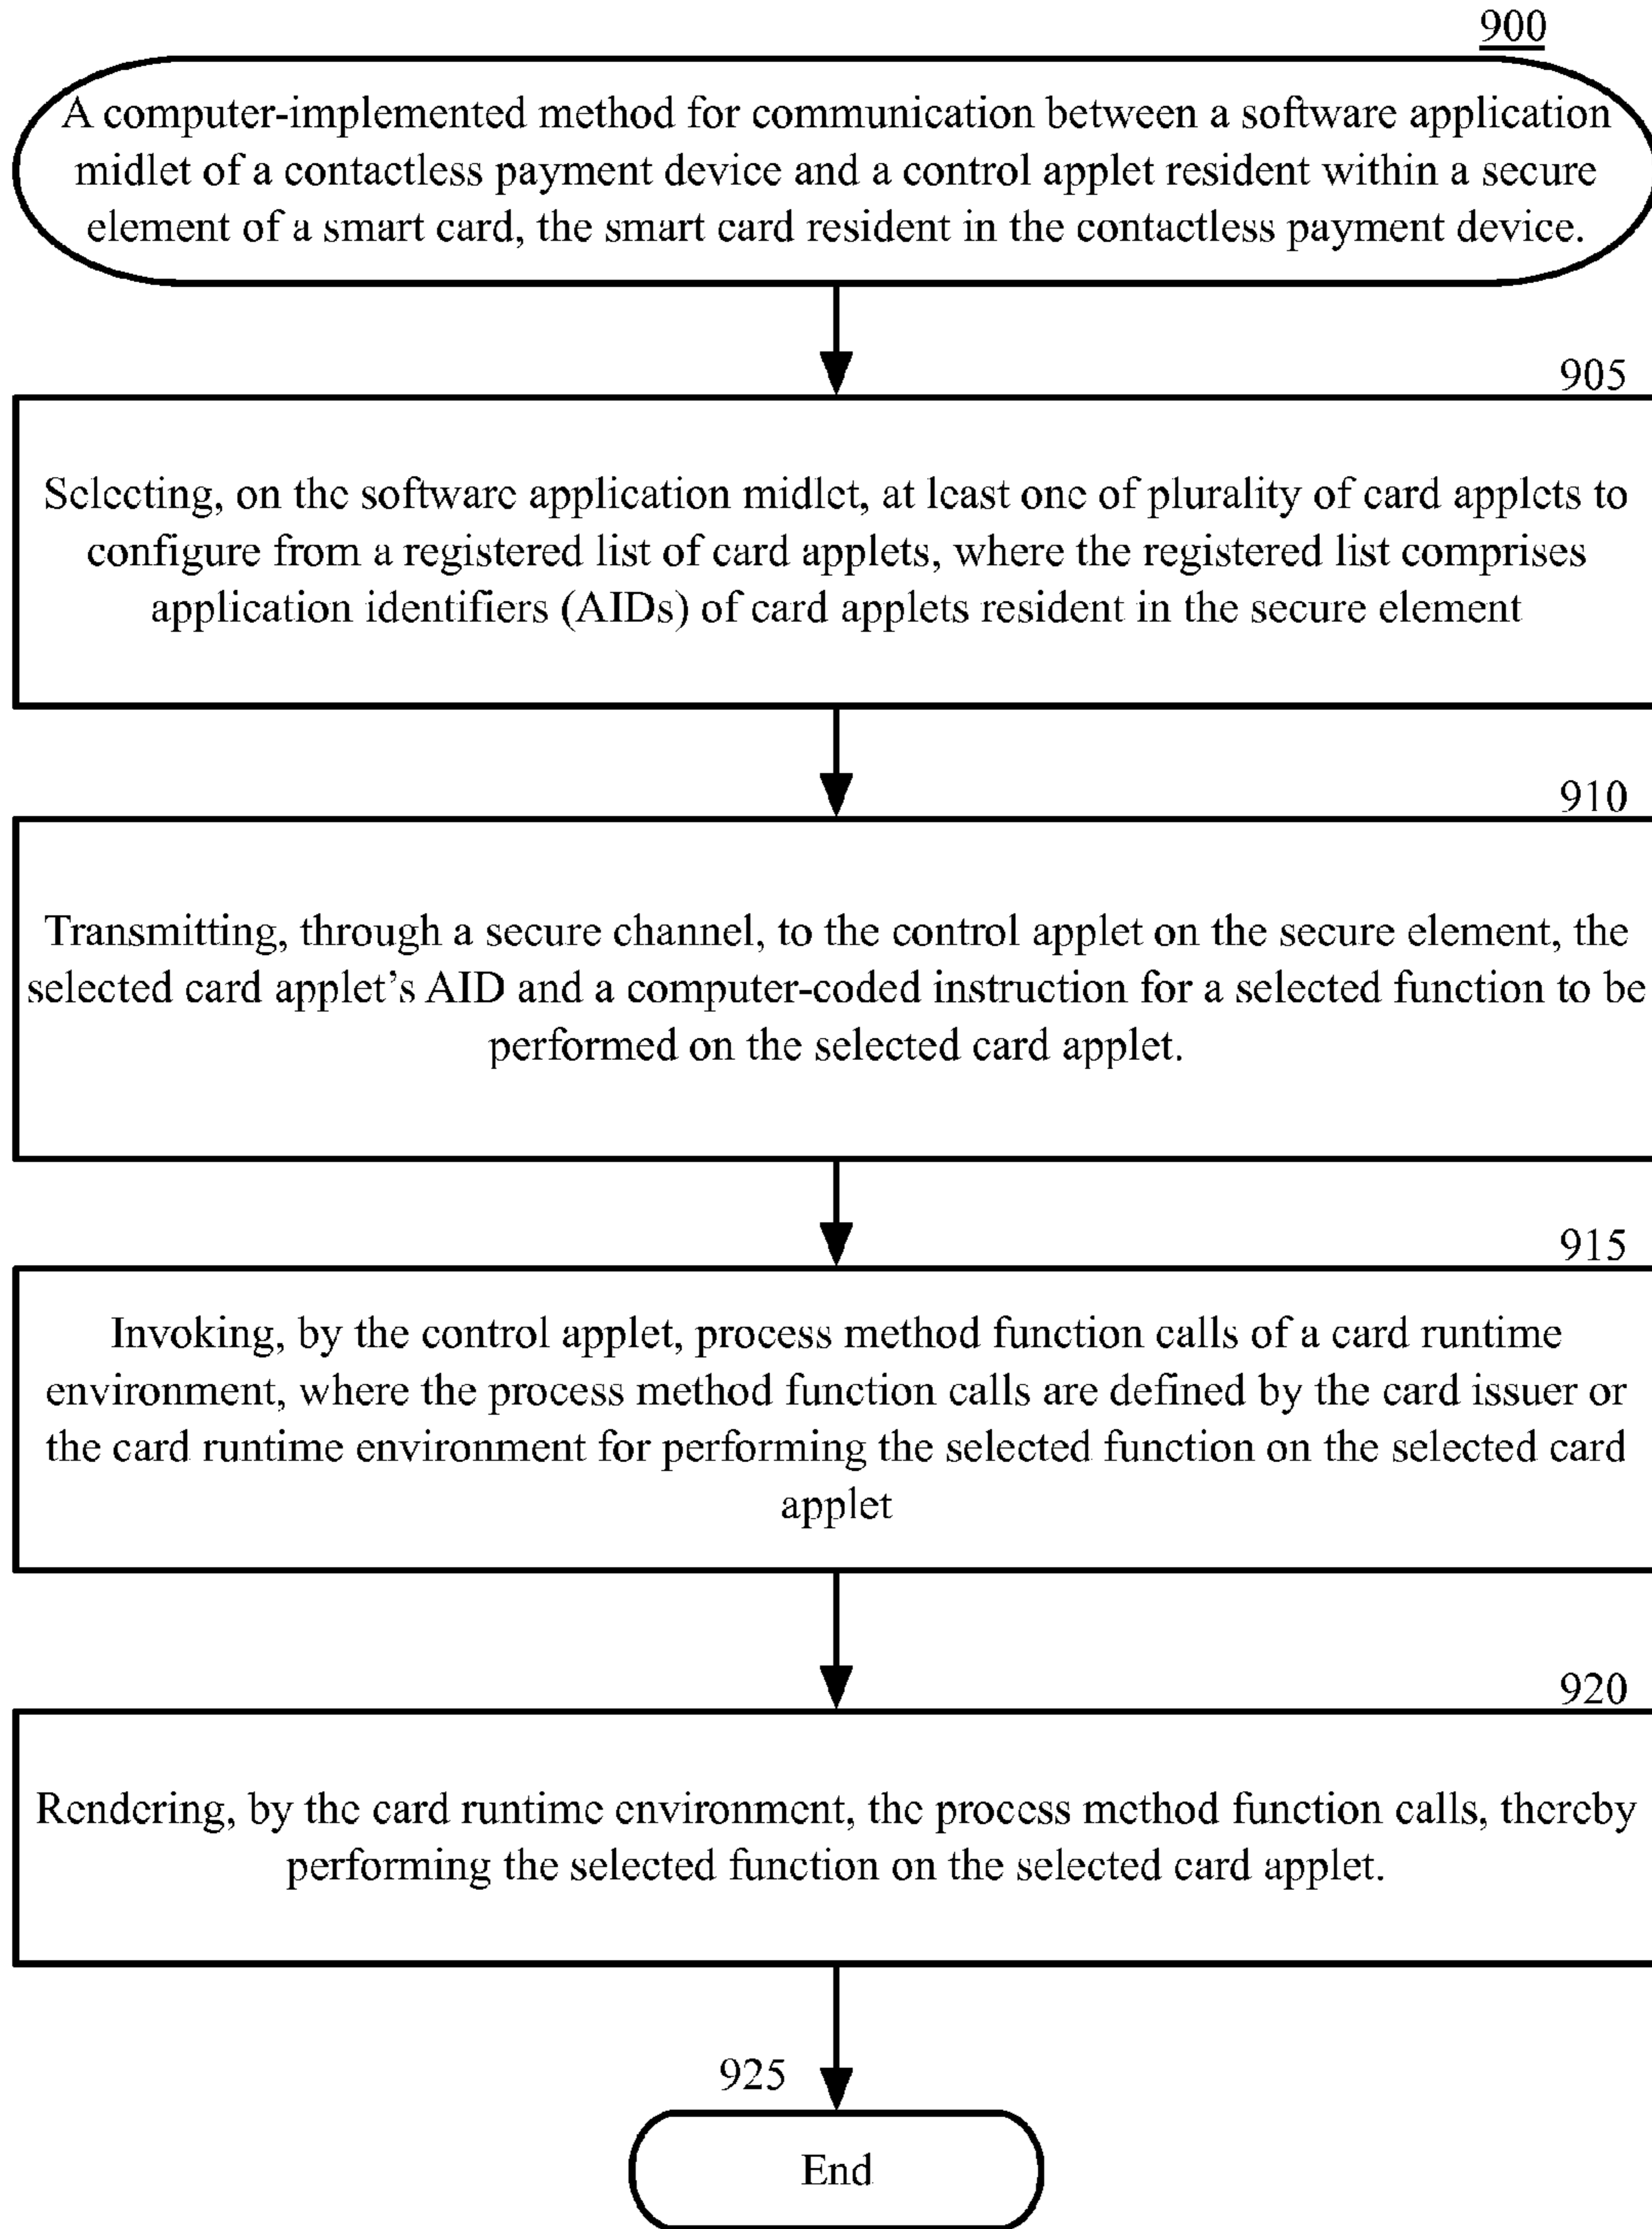 900
A computer-implemented method for communication between a software application
midlet of a contactless payment device and a control applet resident within a secure
element of a smart card, the smart card resident in the contactless payment device.
905
Selecting, on the software application midlet, at least one of plurality of card applets to
configure from a registered list of card applets, where the registered list comprises
application identifiers (AIDs) of card applets resident in the secure element
910
Transmitting, through a secure channel, to the control applet on the secure element, the
selected card applet's AID and a computer-coded instruction for a selected function to be
performed on the selected card applet.
915
Invoking, by the control applet, process method function calls of a card runtime
environment, where the process method function calls are defined by the card issuer or
the card runtime environment for performing the selected function on the selected card
applet
920
Rendering, by the card runtime environment, the process method function calls, thereby
performing the selected function on the selected card applet.
925
End